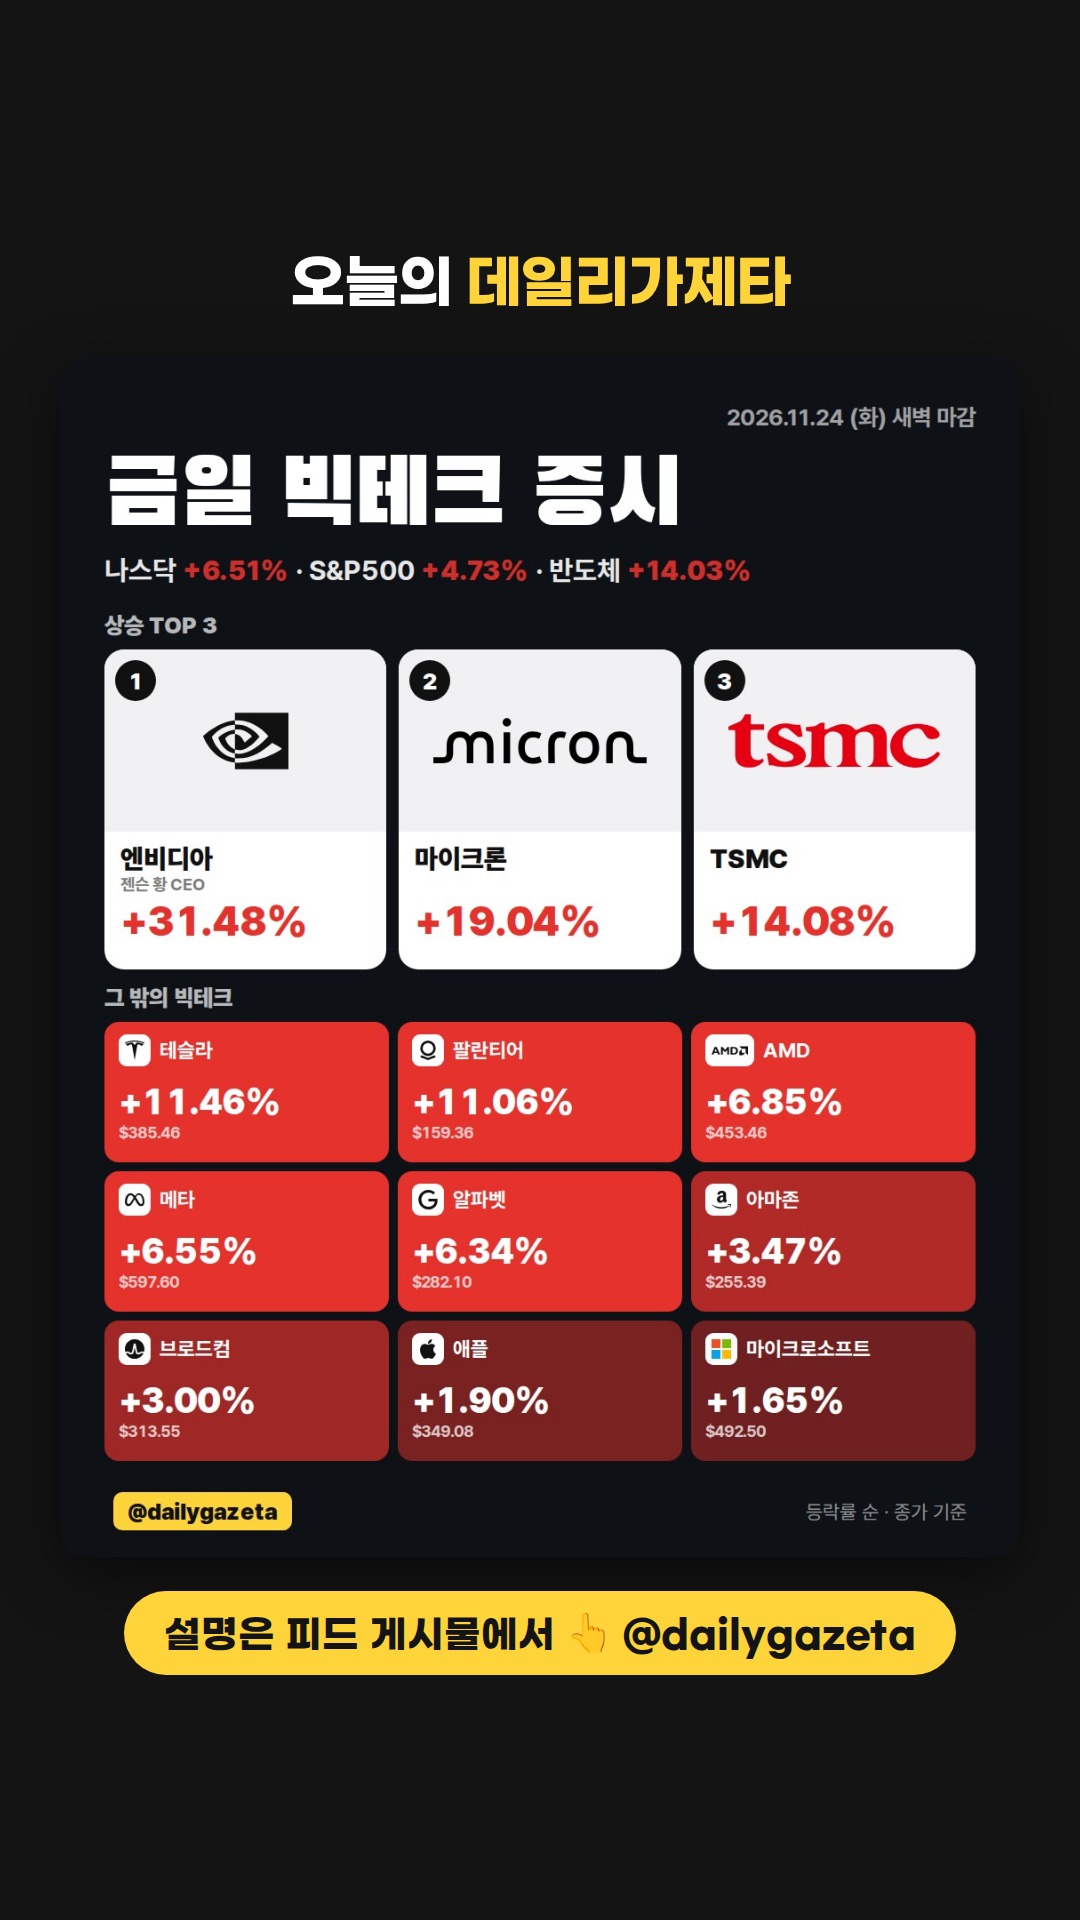 오늘의 데일리가제타
2026.11.24 (화) 새벽 마감
금일 빅테크 증시
나스닥 +6.51% · S&P500 +4.73% · 반도체 +14.03%
상승 TOP 3
1
2
3
micron
tsmc
엔비디아
젠슨 황 CEO
+31.48%
마이크론
+19.04%
TSMC
+14.08%
그 밖의 빅테크
테슬라
+11.46%
$385.46
팔란티어
+11.06%
$159.36
AMD AMD
+6.85%
$453.46
메타
+6.55%
$597.60
G 알파벳
+6.34%
$282.10
a 아마존
+3.47%
$255.39
브로드컴
+3.00%
$313.55
애플
+1.90%
$349.08
마이크로소프트
+1.65%
$492.50
@dailygazeta
등락률 순 · 종가 기준
설명은 피드 게시물에서 👆 @dailygazeta